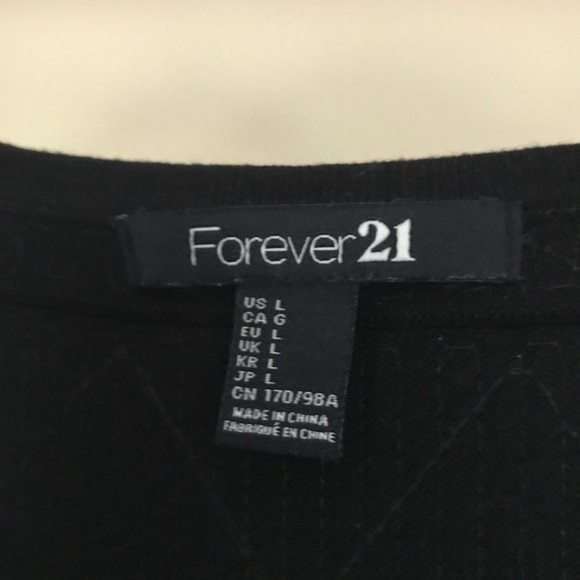 Forever21
US L
CA G
EU L
UK L
KR L
JP L
CN 170/98A
MADE IN CHINA
FABRIQUÉ EN CHINE